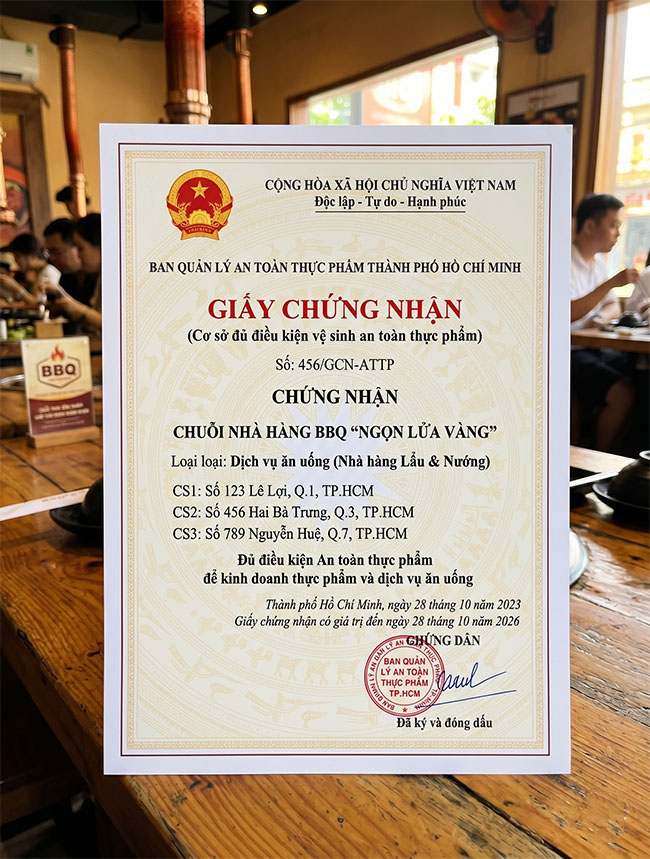 CỘNG HÒA XÃ HỘI CHỦ NGHĨA VIỆT NAM
Độc lập - Tự do - Hạnh phúc
BAN QUẢN LÝ AN TOÀN THỰC PHẨM THÀNH PHỐ HỒ CHÍ MINH
GIẤY CHỨNG NHẬN
(Cơ sở đủ điều kiện vệ sinh an toàn thực phẩm)
Số: 456/GCN-ATTP
CHỨNG NHẬN
CHUỖI NHÀ HÀNG BBQ “NGỌN LỬA VÀNG”
Loại loại: Dịch vụ ăn uống (Nhà hàng Lẩu & Nướng)
CS1: Số 123 Lê Lợi, Q.1, TP.HCM
CS2: Số 456 Hai Bà Trưng, Q.3, TP.HCM
CS3: Số 789 Nguyễn Huệ, Q.7, TP.HCM
Đủ điều kiện An toàn thực phẩm
để kinh doanh thực phẩm và dịch vụ ăn uống
Thành phố Hồ Chí Minh, ngày 28 tháng 10 năm 2023
Giấy chứng nhận có giá trị đến ngày 28 tháng 10 năm 2026
CHỨNG DÂN
BAN QUẢN
LÝ AN TOÀN
THỰC PHẨM
TP.HCM
Đã ký và đóng dấu
BBQ